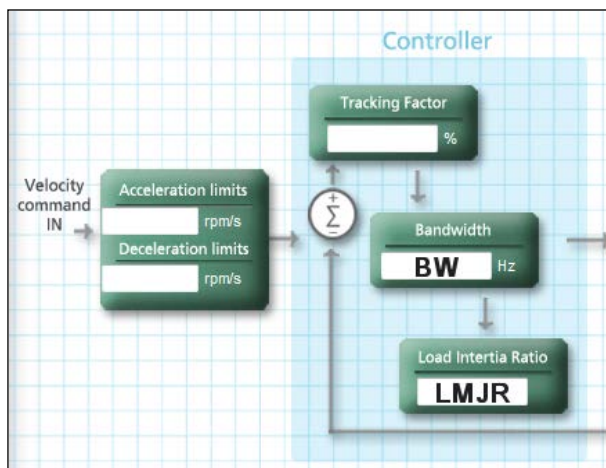 Controller
Tracking Factor
%
Velocity
command
IN
Acceleration limits
rpm/s
Deceleration limits
rpm/s
+
Σ
−
Bandwidth
BW Hz
Load Intertia Ratio
LMJR